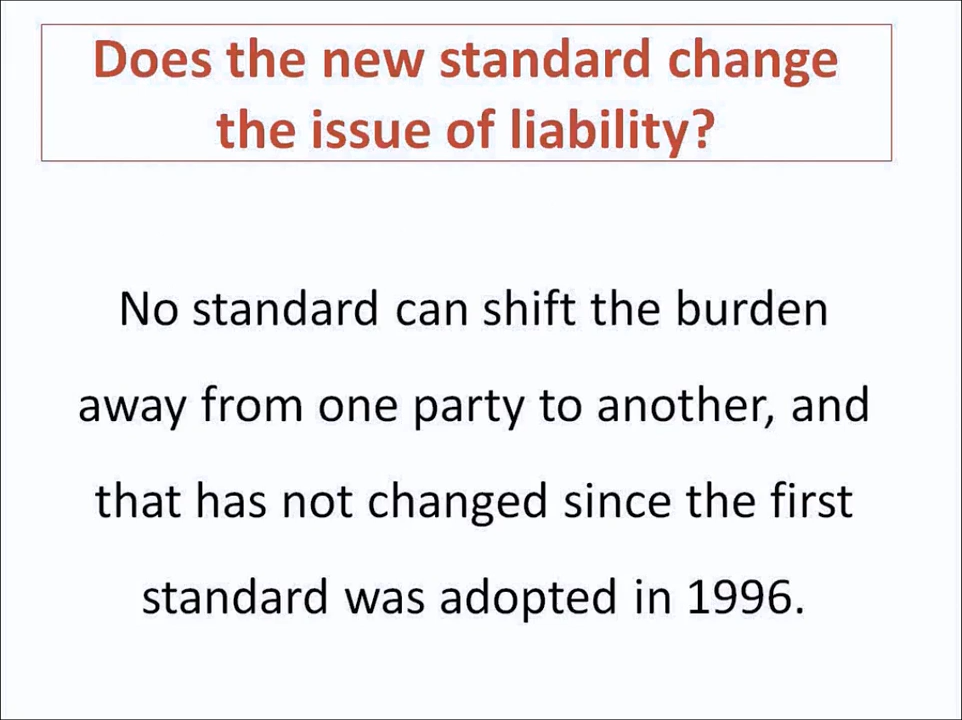 Does the new standard change
the issue of liability?
No standard can shift the burden
away from one party to another, and
that has not changed since the first
standard was adopted in 1996.